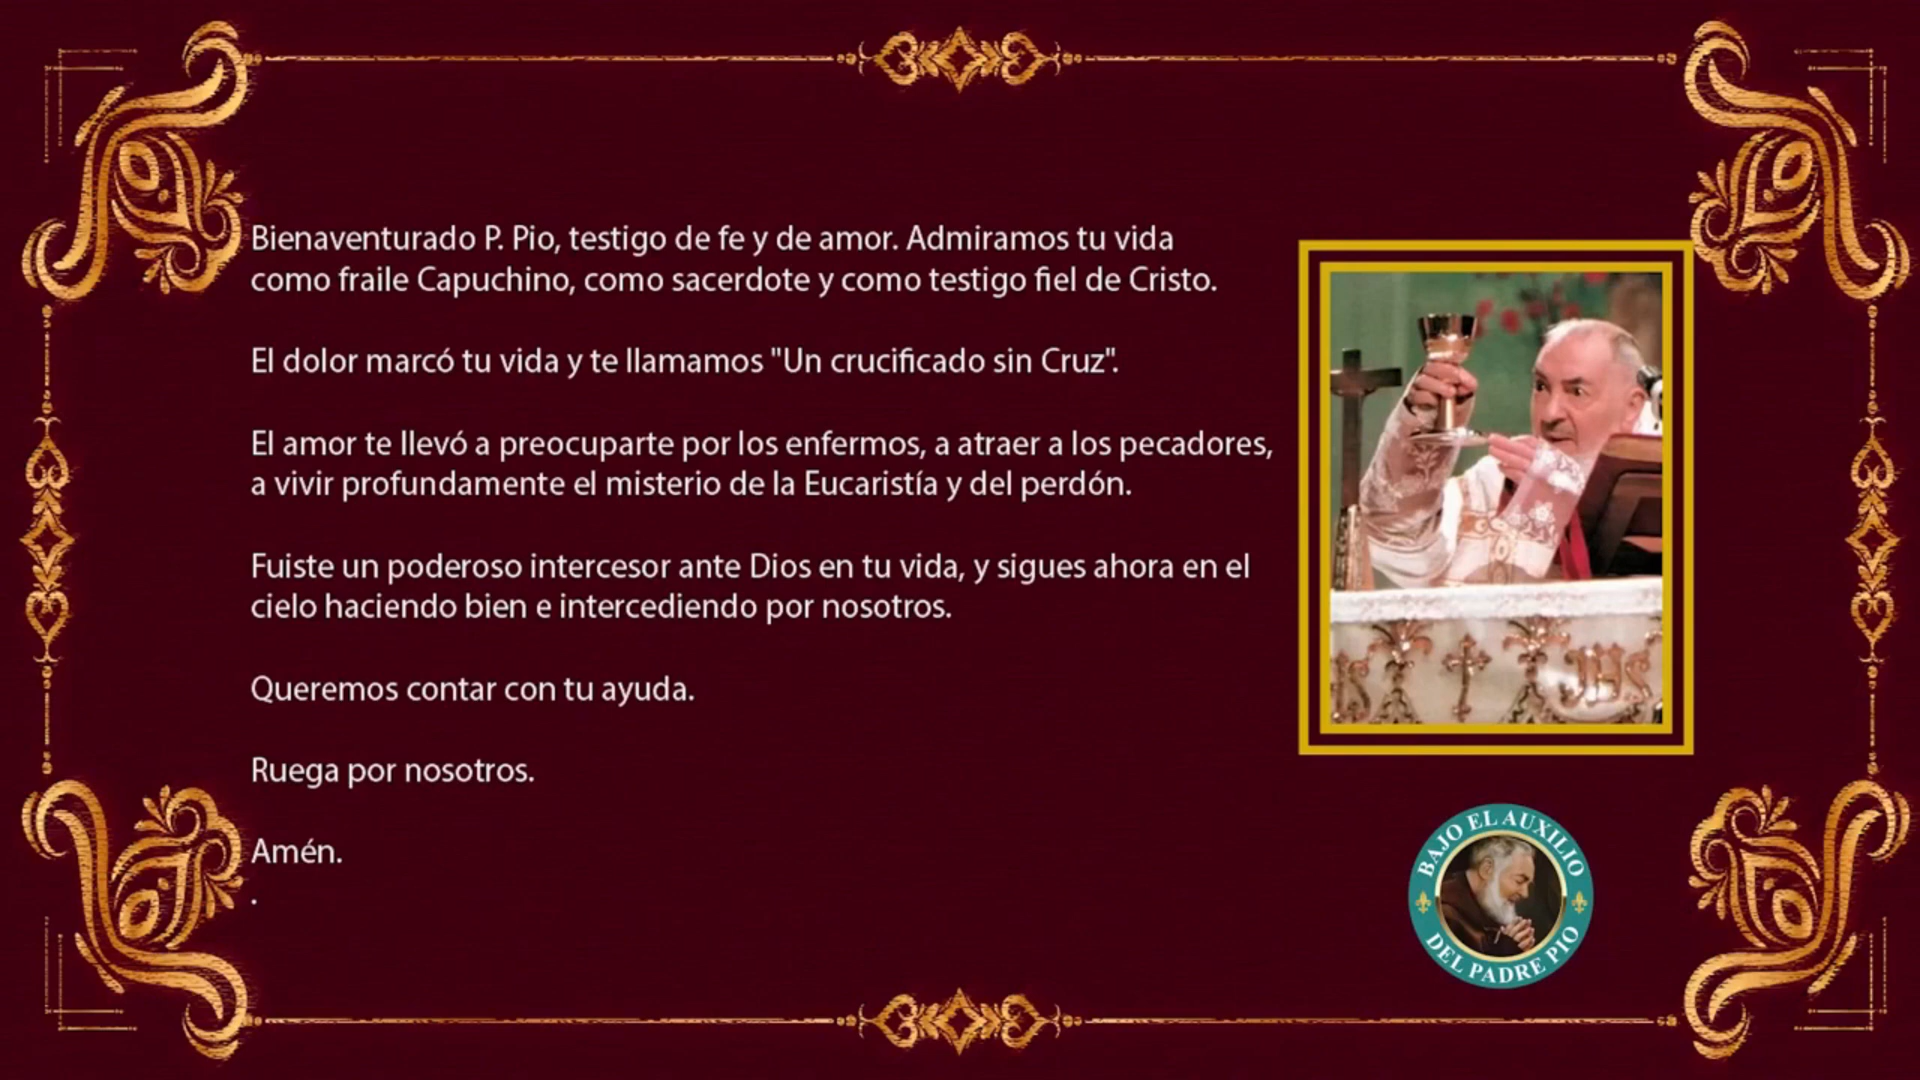 Bienaventurado P. Pio, testigo de fe y de amor. Admiramos tu vida
como fraile Capuchino, como sacerdote y como testigo fiel de Cristo.
El dolor marcó tu vida y te llamamos "Un crucificado sin Cruz".
El amor te llevó a preocuparte por los enfermos, a atraer a los pecadores,
a vivir profundamente el misterio de la Eucaristía y del perdón.
Fuiste un poderoso intercesor ante Dios en tu vida, y sigues ahora en el
cielo haciendo bien e intercediendo por nosotros.
Queremos contar con tu ayuda.
Ruega por nosotros.
Amén.
.
JHS
BAJO EL AUXILIO
DEL PADRE PIO